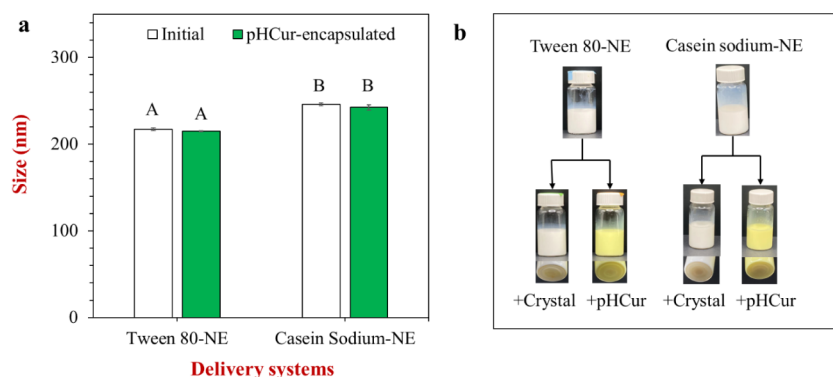 a
Initial
pHCur-encapsulated
300
200
100
0
Size (nm)
A
A
B
B
Tween 80-NE
Casein Sodium-NE
Delivery systems
b
Tween 80-NE
Casein sodium-NE
+Crystal
+pHCur
+Crystal
+pHCur